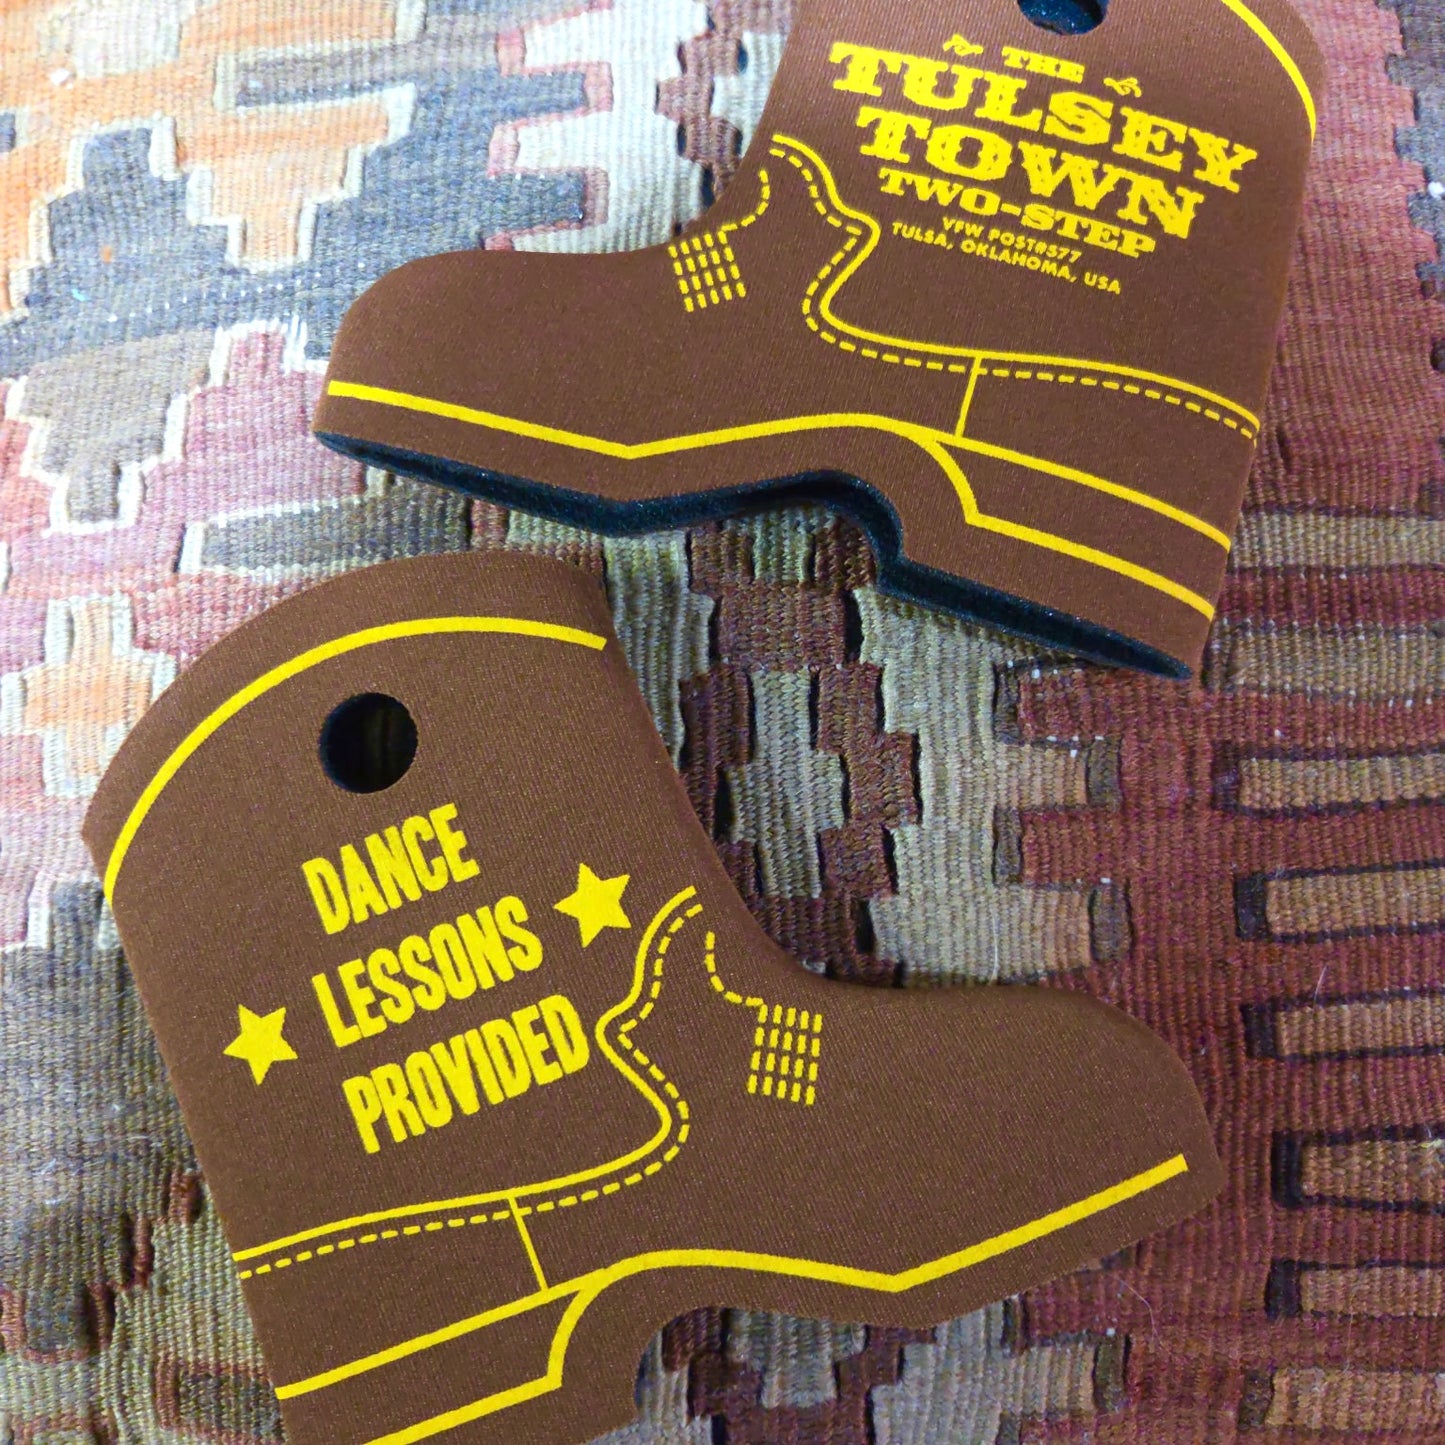 THE
TULSEY
TOWN
TWO-STEP
VFW POST#577
TULSA, OKLAHOMA, USA
DANCE
LESSONS
PROVIDED